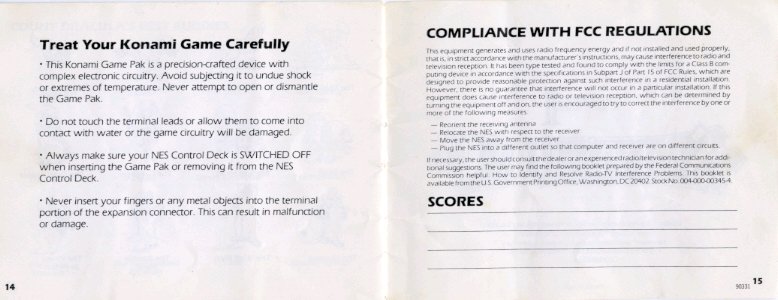 Treat Your Konami Game Carefully
• This Konami Game Pak is a precision-crafted device with
complex electronic circuitry. Avoid subjecting it to undue shock
or extremes of temperature. Never attempt to open or dismantle
the Game Pak.
• Do not touch the terminal leads or allow them to come into
contact with water or the game circuitry will be damaged.
• Always make sure your NES Control Deck is SWITCHED OFF
when inserting the Game Pak or removing it from the NES
Control Deck.
• Never insert your fingers or any metal objects into the terminal
portion of the expansion connector. This can result in malfunction
or damage.
14
COMPLIANCE WITH FCC REGULATIONS
This equipment generates and uses radio frequency energy and if not installed and used properly,
that is, in strict accordance with the manufacturer's instructions, may cause interference to radio and
television reception. It has been type tested and found to comply with the limits for a Class B com-
puting device in accordance with the specifications in Subpart J of Part 15 of FCC Rules, which are
designed to provide reasonable protection against such interference in a residential installation.
However, there is no guarantee that interference will not occur in a particular installation. If this
equipment does cause interference to radio or television reception, which can be determined by
turning the equipment off and on, the user is encouraged to try to correct the interference by one or
more of the following measures:
— Reorient the receiving antenna
— Relocate the NES with respect to the receiver
— Move the NES away from the receiver
— Plug the NES into a different outlet so that computer and receiver are on different circuits.
If necessary, the user should consult the dealer or an experienced radio/television technician for addi-
tional suggestions. The user may find the following booklet prepared by the Federal Communications
Commission helpful: How to Identify and Resolve Radio-TV Interference Problems. This booklet is
available from the U.S. Government Printing Office, Washington, DC 20402. Stock No. 004-000-00345-4.
SCORES
90331 15